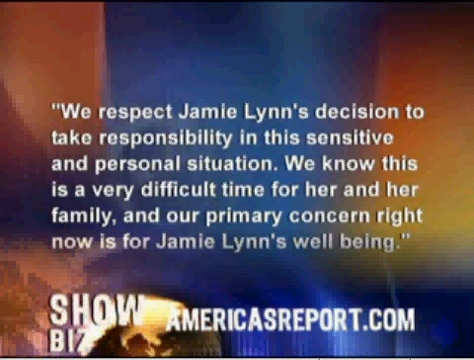 "We respect Jamie Lynn's decision to
take responsibility in this sensitive
and personal situation. We know this
is a very difficult time for her and her
family, and our primary concern right
now is for Jamie Lynn's well being."
SHOW
BIZ
AMERICASREPORT.COM